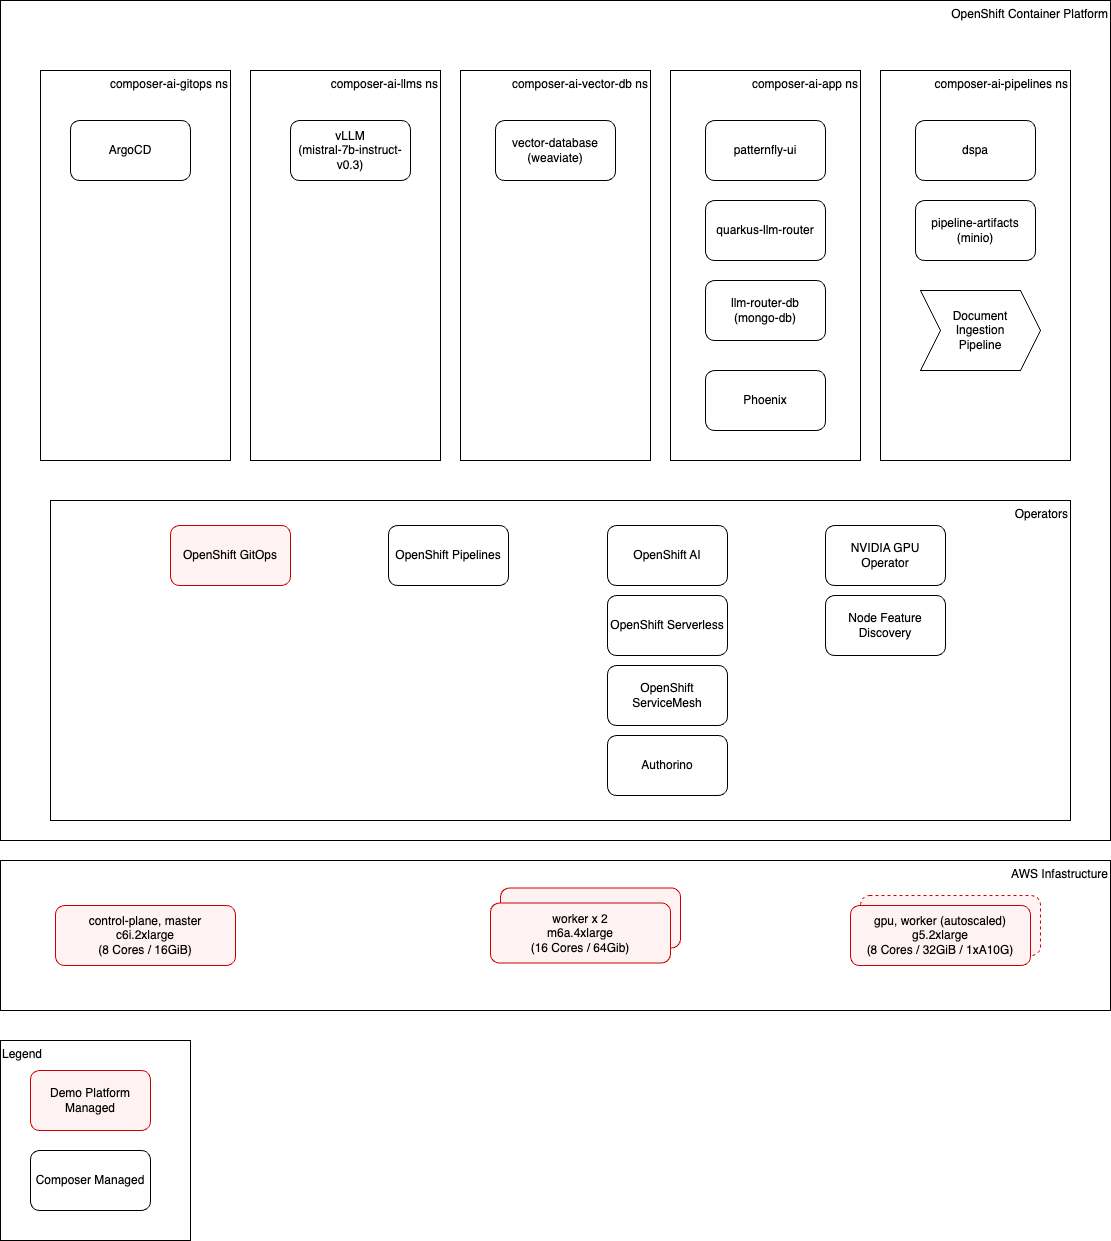 OpenShift Container Platform
composer-ai-gitops ns
ArgoCD
composer-ai-llms ns
vLLM
(mistral-7b-instruct-
v0.3)
composer-ai-vector-db ns
vector-database
(weaviate)
composer-ai-app ns
patternfly-ui
quarkus-llm-router
llm-router-db
(mongo-db)
Phoenix
composer-ai-pipelines ns
dspa
pipeline-artifacts
(minio)
Document
Ingestion
Pipeline
Operators
OpenShift GitOps
OpenShift Pipelines
OpenShift AI
OpenShift Serverless
OpenShift
ServiceMesh
Authorino
NVIDIA GPU
Operator
Node Feature
Discovery
AWS Infastructure
control-plane, master
c6i.2xlarge
(8 Cores / 16GiB)
worker x 2
m6a.4xlarge
(16 Cores / 64Gib)
gpu, worker (autoscaled)
g5.2xlarge
(8 Cores / 32GiB / 1xA10G)
Legend
Demo Platform
Managed
Composer Managed